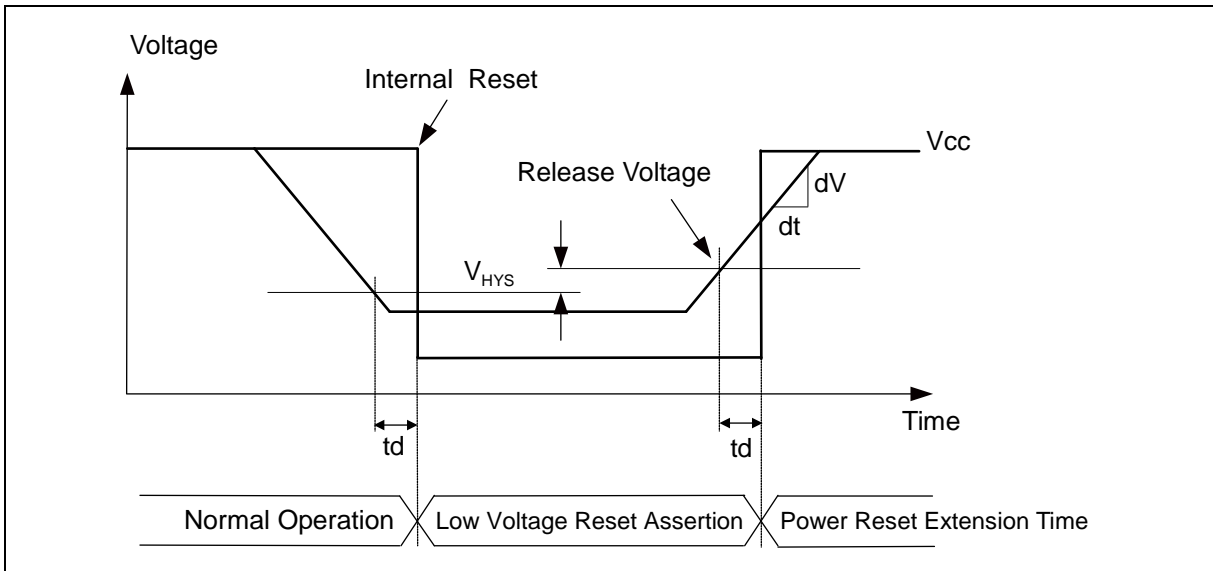 Voltage
Internal Reset
Vcc
Release Voltage
dV
dt
VHYS
Time
td
td
Normal Operation
Low Voltage Reset Assertion
Power Reset Extension Time